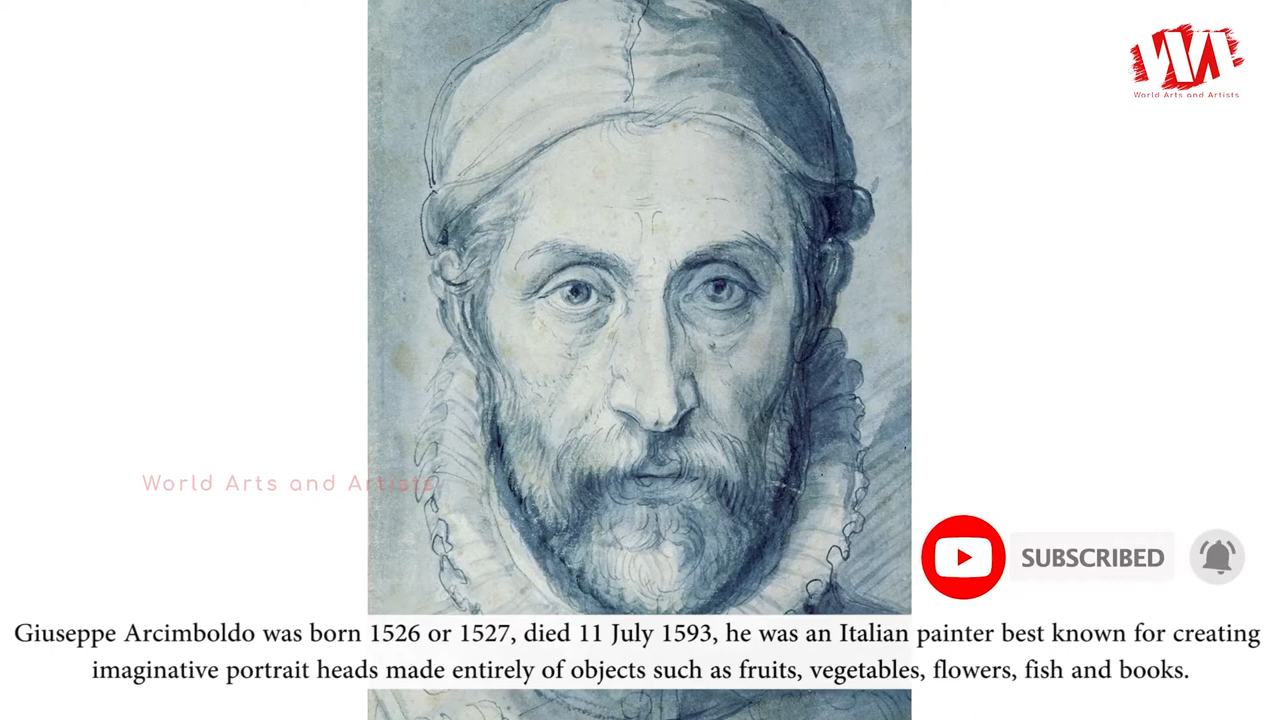 World Arts and Artists
World Arts and Artists
SUBSCRIBED
Giuseppe Arcimboldo was born 1526 or 1527, died 11 July 1593, he was an Italian painter best known for creating
imaginative portrait heads made entirely of objects such as fruits, vegetables, flowers, fish and books.